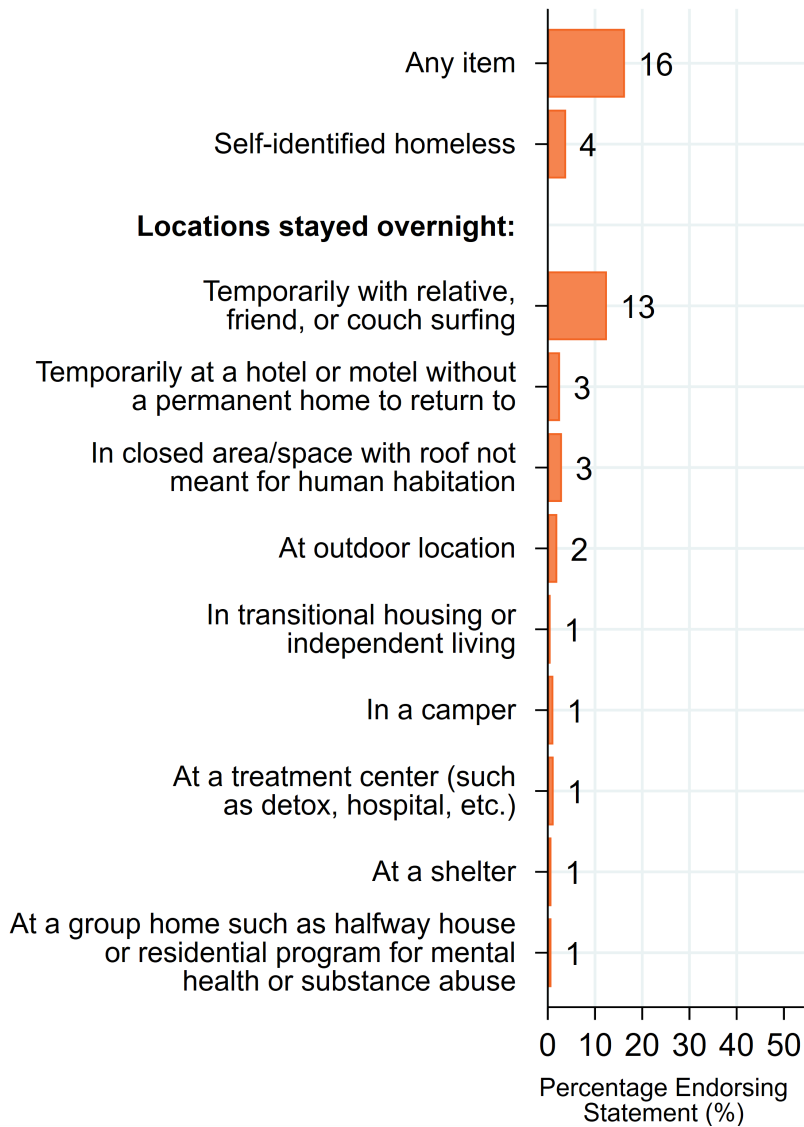 Any item
16
Self-identified homeless
4
Locations stayed overnight:
Temporarily with relative,
friend, or couch surfing
13
Temporarily at a hotel or motel without
a permanent home to return to
3
In closed area/space with roof not
meant for human habitation
3
At outdoor location
2
In transitional housing or
independent living
1
In a camper
1
At a treatment center (such
as detox, hospital, etc.)
1
At a shelter
1
At a group home such as halfway house
or residential program for mental
health or substance abuse
1
0 10 20 30 40 50
Percentage Endorsing
Statement (%)